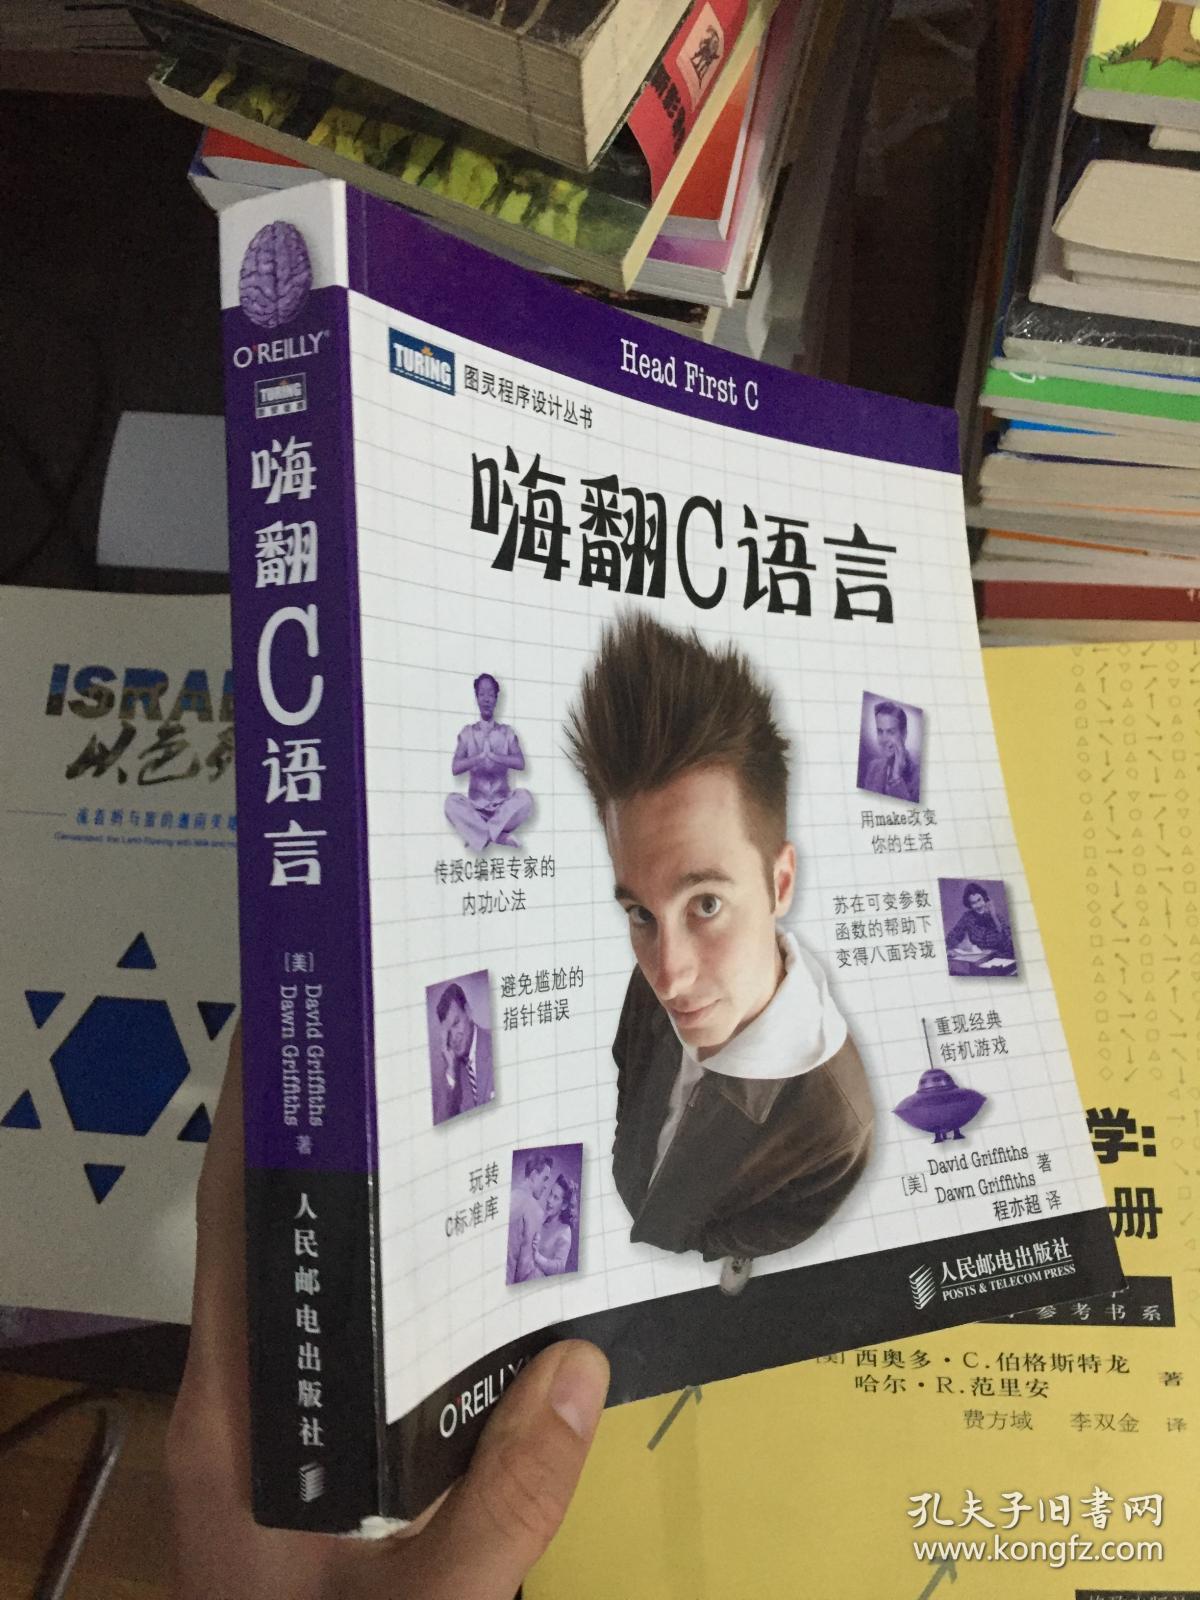 O'REILLY®
TURING
嗨翻C语言
[美]
David Griffiths
Dawn Griffiths
著
人民邮电出版社
Head First C
TURING
图灵程序设计丛书
嗨翻C语言
传授C编程专家的
内功心法
避免尴尬的
指针错误
玩转
C标准库
用make改变
你的生活
苏在可变参数
函数的帮助下
变得八面玲珑
重现经典
街机游戏
[美]
David Griffiths
Dawn Griffiths
著
程亦超 译
人民邮电出版社
POSTS & TELECOM PRESS
O'REILLY
ISRAE
以色列
学:
册
参考书系
[美]
西奥多·C.伯格斯特龙
哈尔·R.范里安
著
费方域 李双金 译
孔夫子旧书网
www.kongfz.com